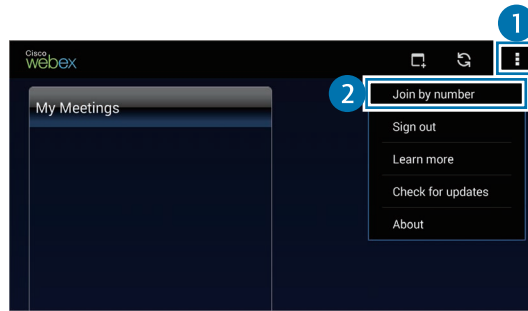 1
Cisco
webex
2
Join by number
My Meetings
Sign out
Learn more
Check for updates
About